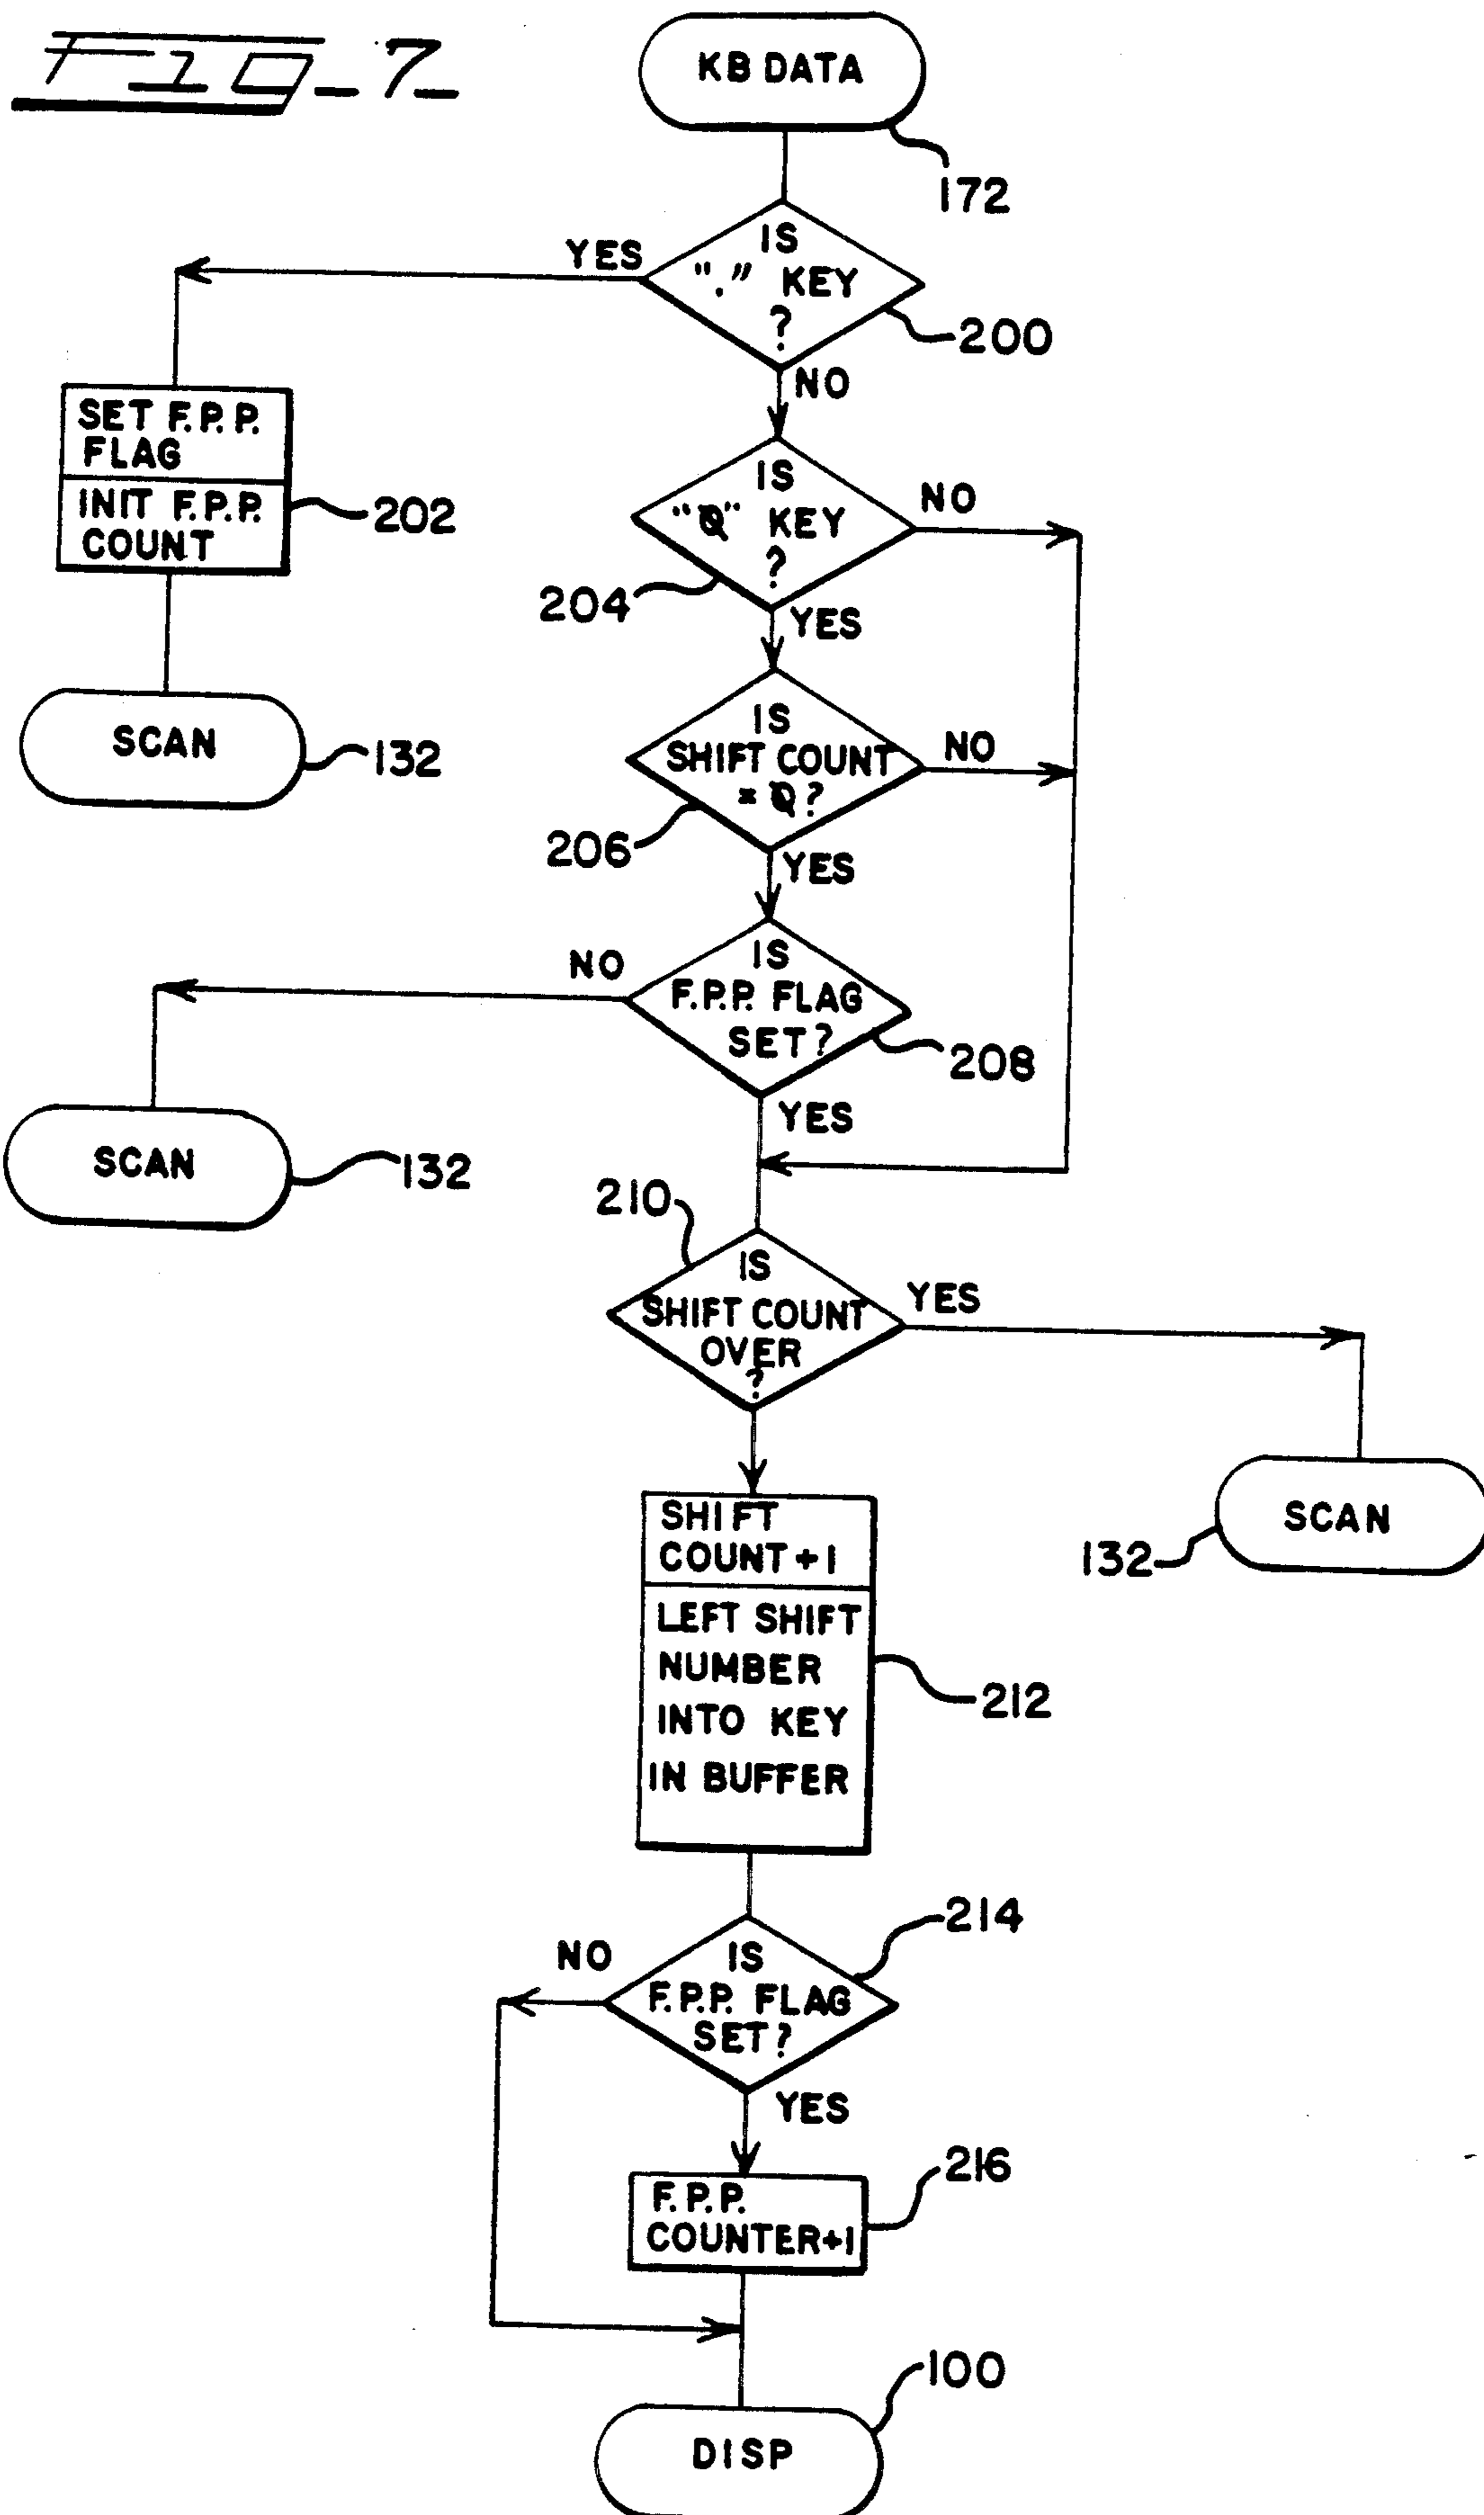 FIG_7
KB DATA
172
IS
"." KEY
?
YES
200
NO
SET F.P.P.
FLAG
INIT F.P.P.
COUNT
202
IS
"0" KEY
?
NO
204
YES
SCAN
132
IS
SHIFT COUNT
= 0?
NO
206
YES
IS
F.P.P. FLAG
SET?
NO
208
YES
SCAN
132
210
IS
SHIFT COUNT
OVER
?
YES
SCAN
132
SHIFT
COUNT+1
LEFT SHIFT
NUMBER
INTO KEY
IN BUFFER
212
214
IS
F.P.P. FLAG
SET?
NO
YES
216
F.P.P.
COUNTER+1
100
DISP